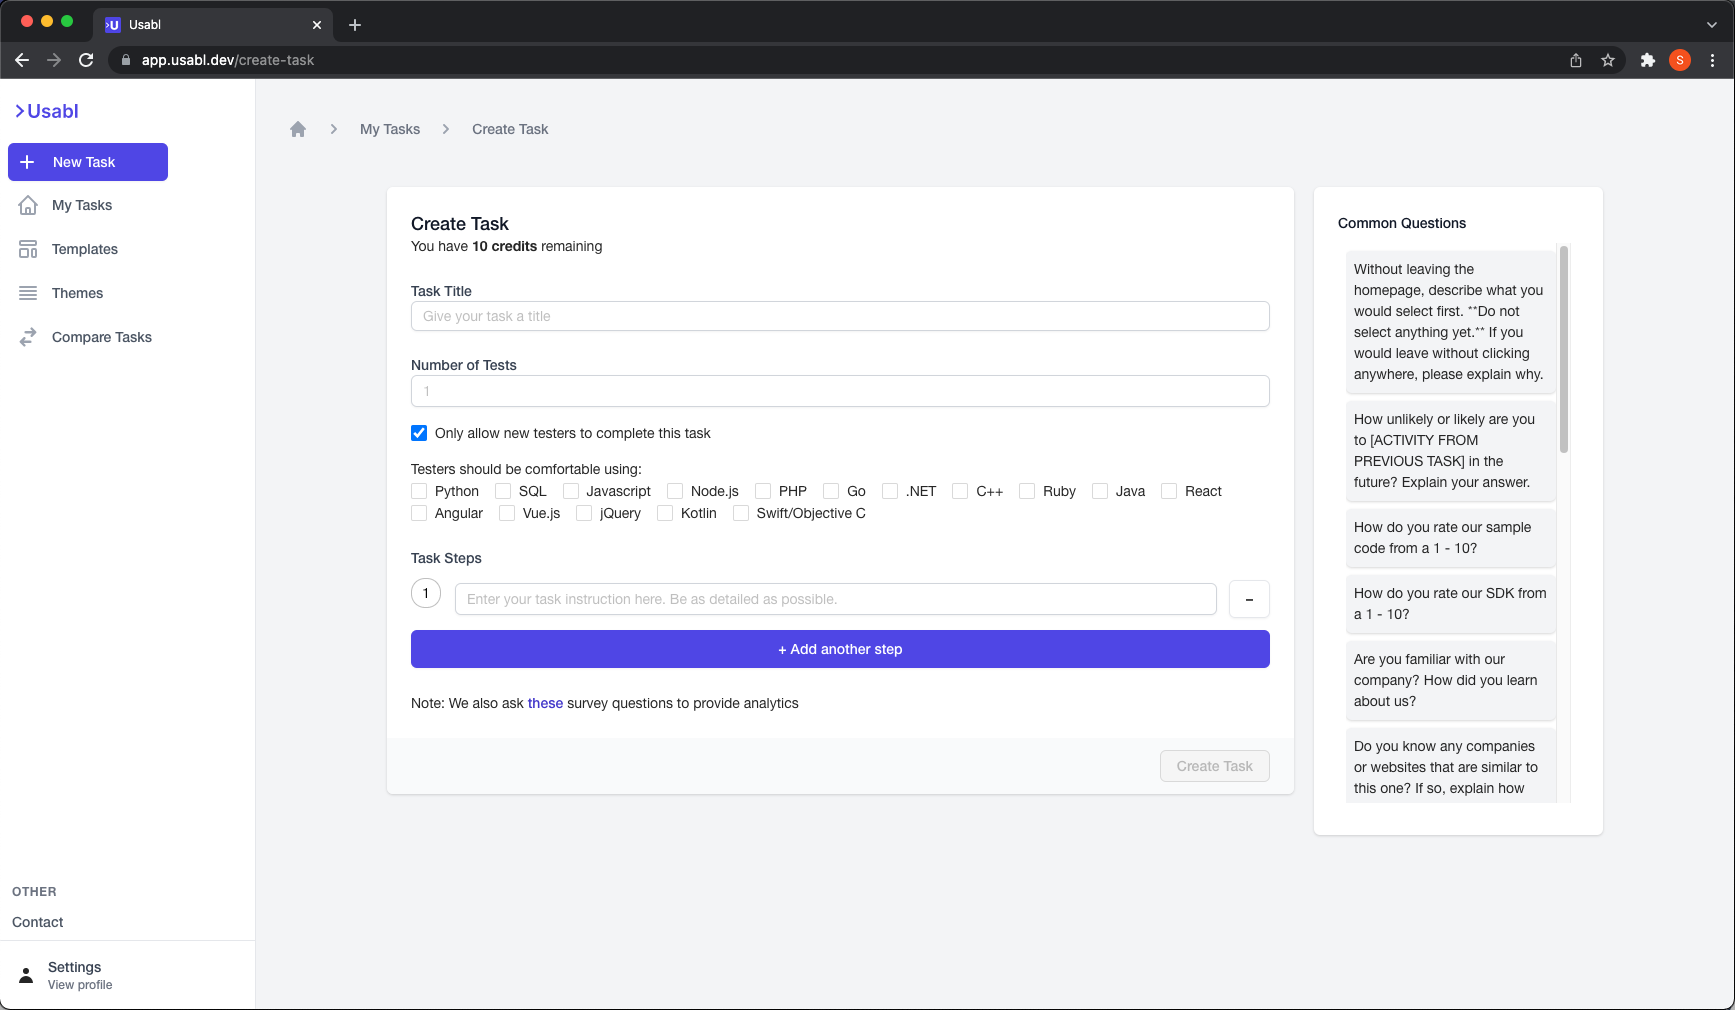 U Usabl
app.usabl.dev/create-task
S
>Usabl
New Task
My Tasks
Templates
Themes
Compare Tasks
OTHER
Contact
Settings
View profile
My Tasks
Create Task
Create Task
You have 10 credits remaining
Task Title
Give your task a title
Number of Tests
1
Only allow new testers to complete this task
Testers should be comfortable using:
Python SQL Javascript Node.js PHP Go .NET C++ Ruby Java React
Angular Vue.js jQuery Kotlin Swift/Objective C
Task Steps
1 Enter your task instruction here. Be as detailed as possible. -
+ Add another step
Note: We also ask these survey questions to provide analytics
Create Task
Common Questions
Without leaving the
homepage, describe what you
would select first. **Do not
select anything yet.** If you
would leave without clicking
anywhere, please explain why.
How unlikely or likely are you
to [ACTIVITY FROM
PREVIOUS TASK] in the
future? Explain your answer.
How do you rate our sample
code from a 1 - 10?
How do you rate our SDK from
a 1 - 10?
Are you familiar with our
company? How did you learn
about us?
Do you know any companies
or websites that are similar to
this one? If so, explain how